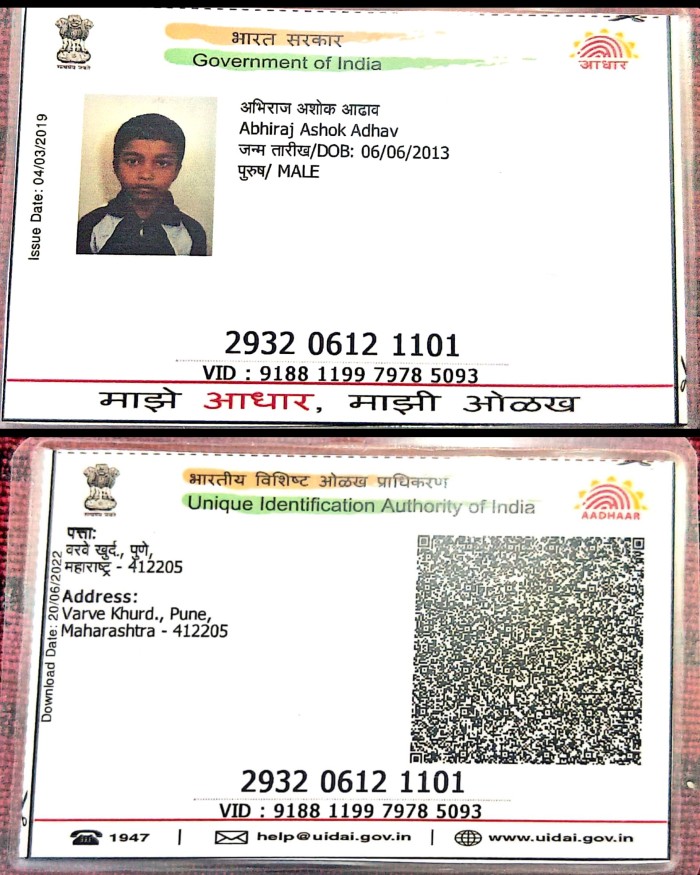 भारत सरकार
Government of India
आधार
Issue Date: 04/03/2019
अभिराज अशोक आढाव
Abhiraj Ashok Adhav
जन्म तारीख/DOB: 06/06/2013
पुरुष/ MALE
2932 0612 1101
VID : 9188 1199 7978 5093
माझे आधार, माझी ओळख
भारतीय विशिष्ट ओळख प्राधिकरण
Unique Identification Authority of India
AADHAAR
Download Date: 20/06/2022
पत्ता:
वरवे खुर्द., पुणे,
महाराष्ट्र - 412205
Address:
Varve Khurd., Pune,
Maharashtra - 412205
2932 0612 1101
VID : 9188 1199 7978 5093
1947 | help@uidai.gov.in | www.uidai.gov.in